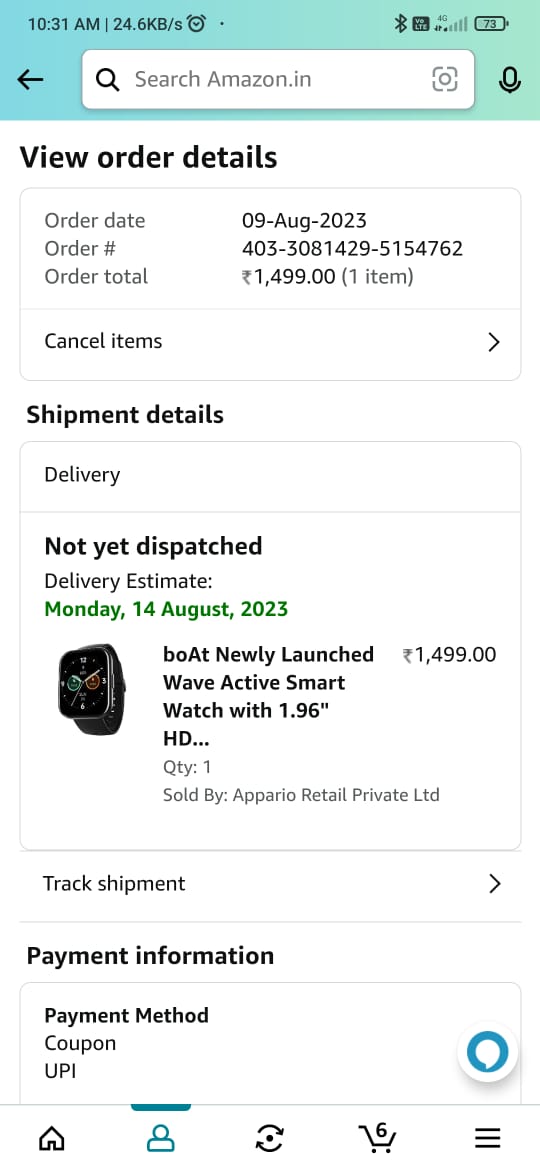 10:31 AM | 24.6KB/s
4G
Vo
LTE
73
Search Amazon.in
View order details
Order date 09-Aug-2023
Order # 403-3081429-5154762
Order total ₹1,499.00 (1 item)
Cancel items
Shipment details
Delivery
Not yet dispatched
Delivery Estimate:
Monday, 14 August, 2023
boAt Newly Launched ₹1,499.00
Wave Active Smart
Watch with 1.96"
HD...
Qty: 1
Sold By: Appario Retail Private Ltd
Track shipment
Payment information
Payment Method
Coupon
UPI
6